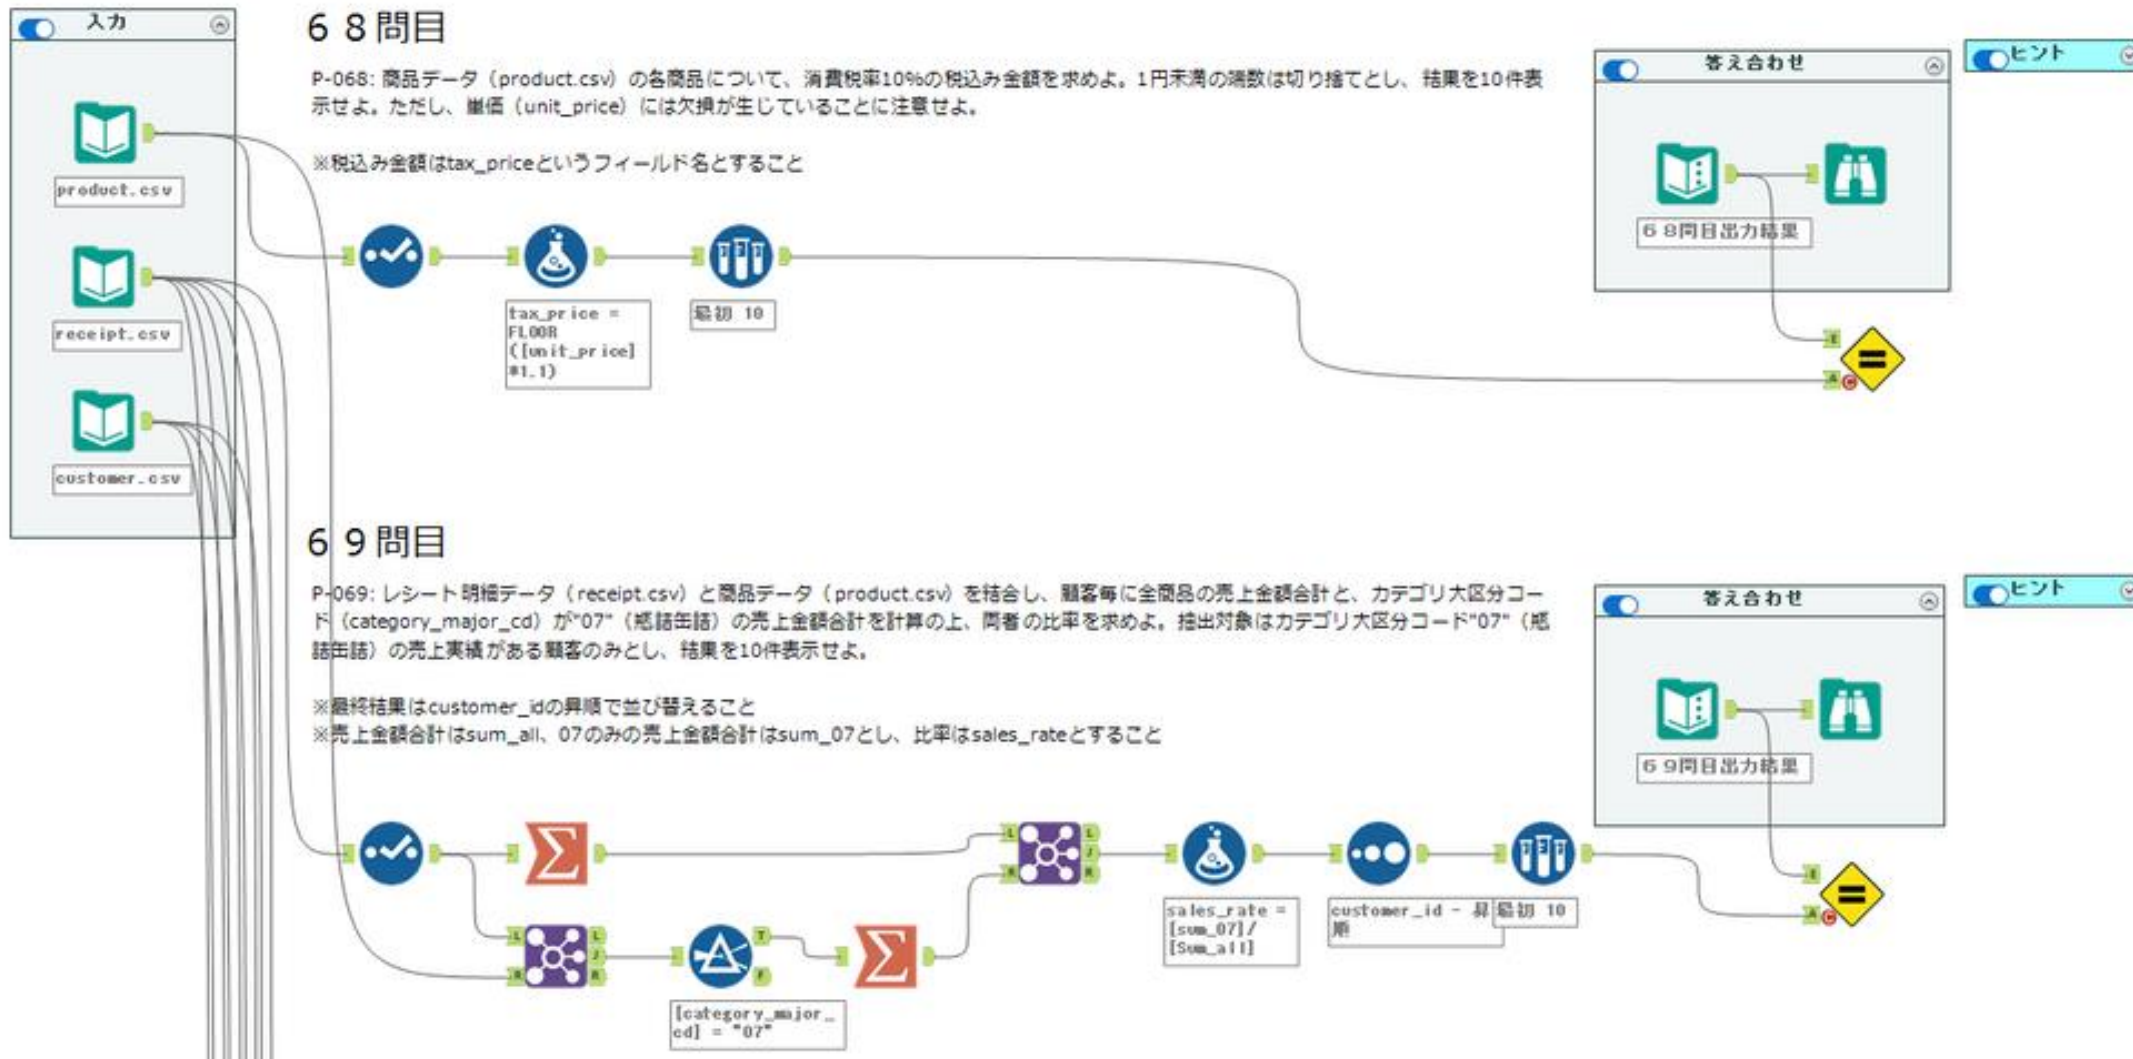 入力
product.csv
receipt.csv
customer.csv
６８問目
P-068: 商品データ（product.csv）の各商品について、消費税率10%の税込み金額を求めよ。1円未満の端数は切り捨てとし、結果を10件表
示せよ。ただし、単価（unit_price）には欠損が生じていることに注意せよ。
※税込み金額はtax_priceというフィールド名とすること
tax_price =
FLOOR
([unit_price]
*1.1)
最初 10
答え合わせ
６８問目出力結果
E
A
C
ヒント
６９問目
P-069: レシート明細データ（receipt.csv）と商品データ（product.csv）を結合し、顧客毎に全商品の売上金額合計と、カテゴリ大区分コー
ド（category_major_cd）が"07"（瓶詰缶詰）の売上金額合計を計算の上、両者の比率を求めよ。抽出対象はカテゴリ大区分コード"07"（瓶
詰缶詰）の売上実績がある顧客のみとし、結果を10件表示せよ。
※最終結果はcustomer_idの昇順で並び替えること
※売上金額合計はsum_all、07のみの売上金額合計はsum_07とし、比率はsales_rateとすること
L
R
L
J
R
T
F
[category_major_
cd] = "07"
L
R
L
J
R
sales_rate =
[sum_07]/
[Sum_all]
customer_id - 昇
順
最初 10
答え合わせ
６９問目出力結果
E
A
C
ヒント